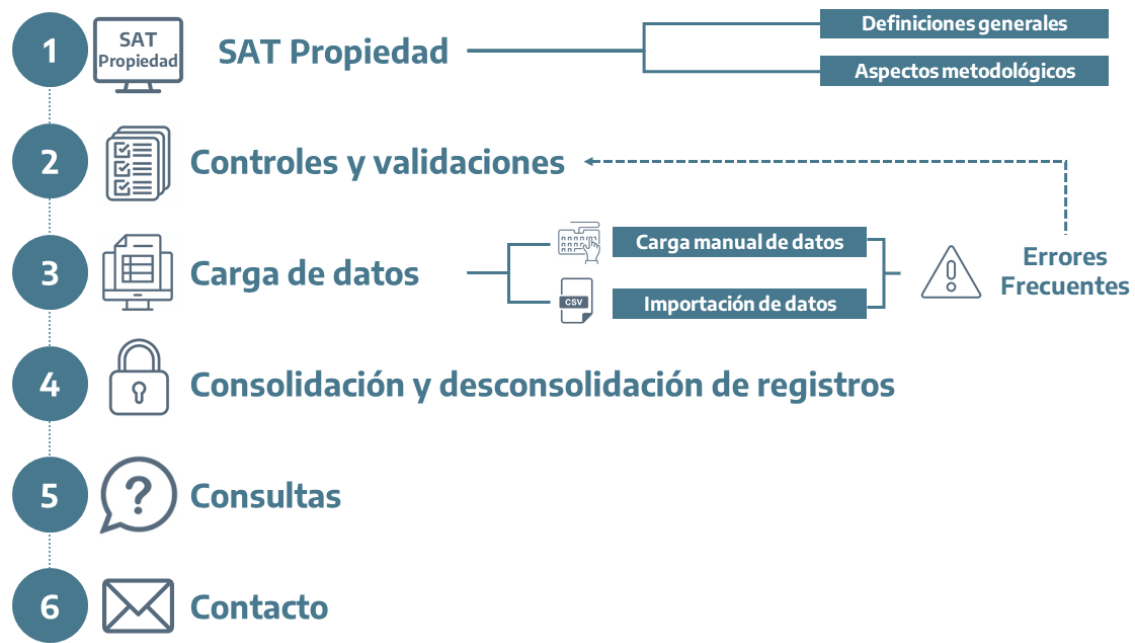 1
SAT
Propiedad
SAT Propiedad
Definiciones generales
Aspectos metodológicos
2
Controles y validaciones
3
Carga de datos
Carga manual de datos
CSV
Importación de datos
Errores
Frecuentes
4
Consolidación y desconsolidación de registros
5
?
Consultas
6
Contacto